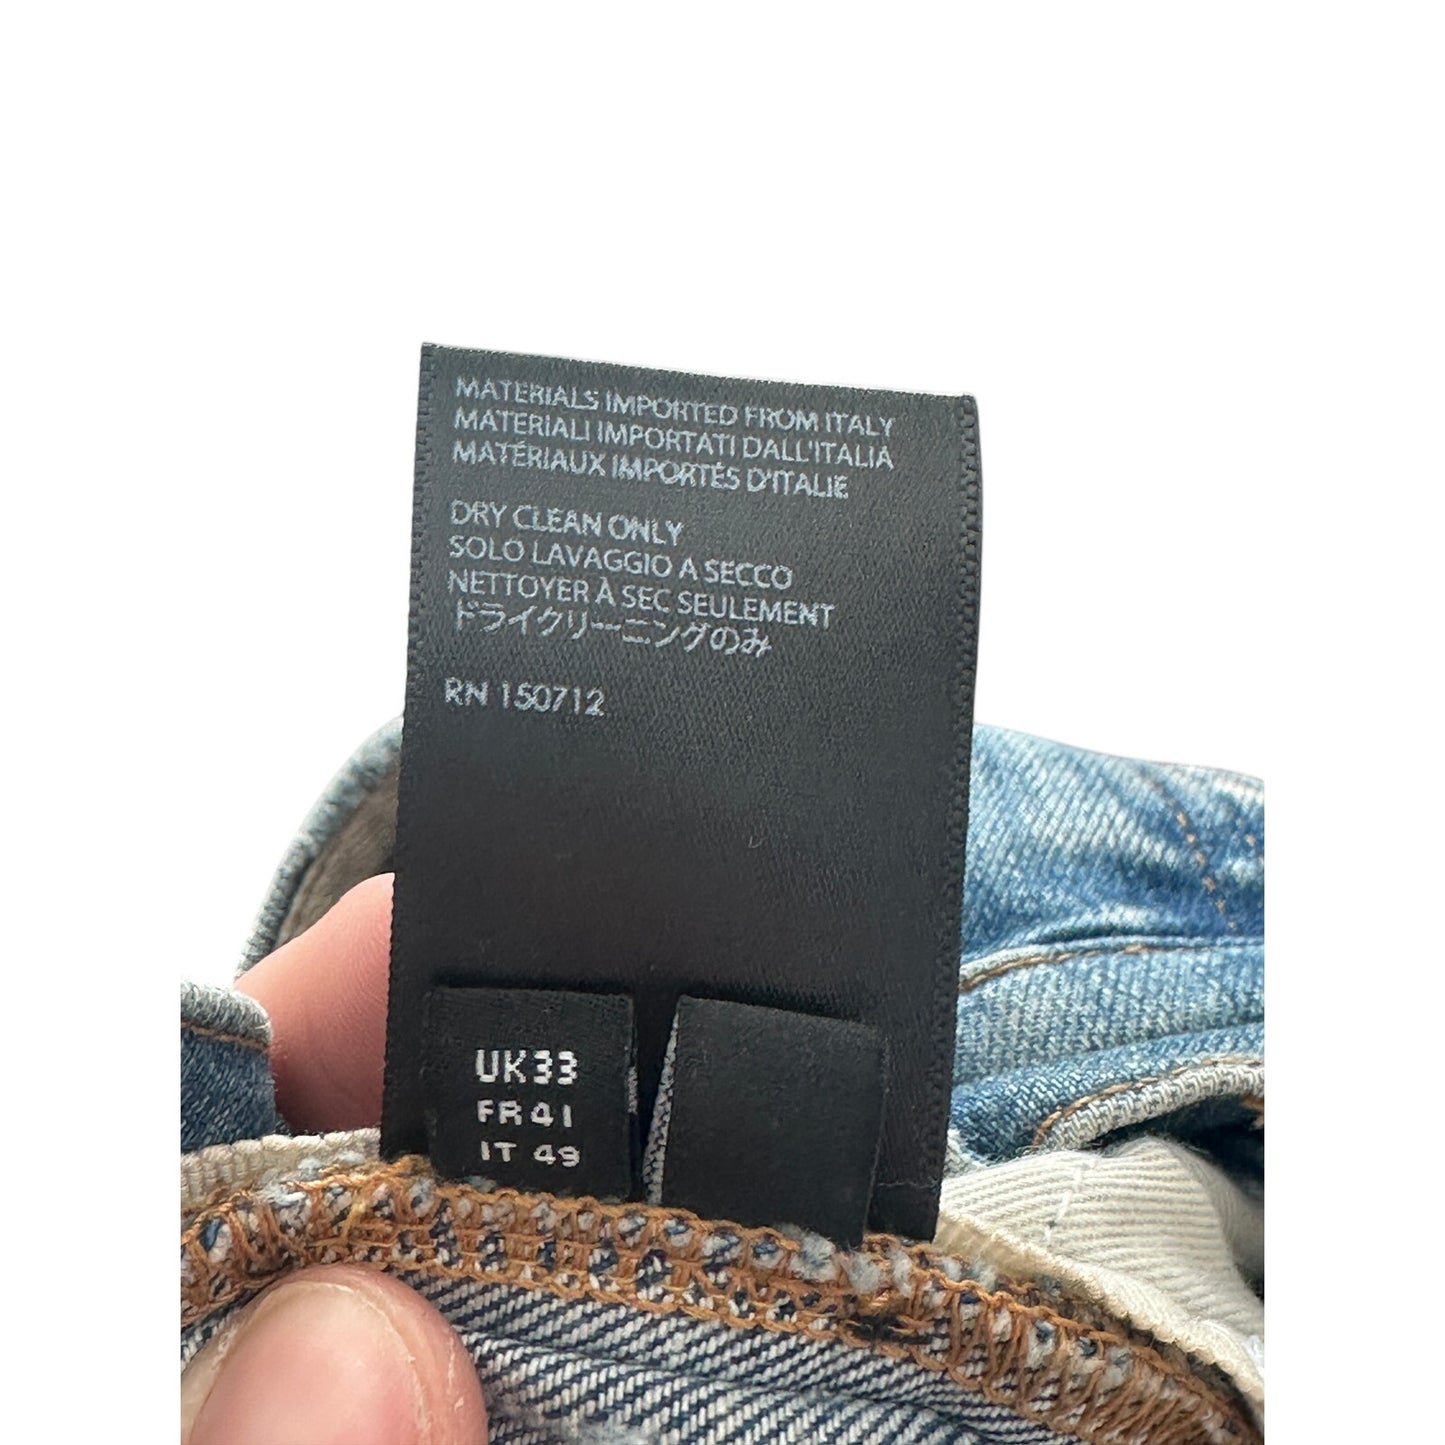 MATERIALS IMPORTED FROM ITALY
MATERIALI IMPORTATI DALL'ITALIA
MATÉRIAUX IMPORTÉS D'ITALIE
DRY CLEAN ONLY
SOLO LAVAGGIO A SECCO
NETTOYER À SEC SEULEMENT
ドライクリーニングのみ
RN 150712
UK33
FR41
IT 49